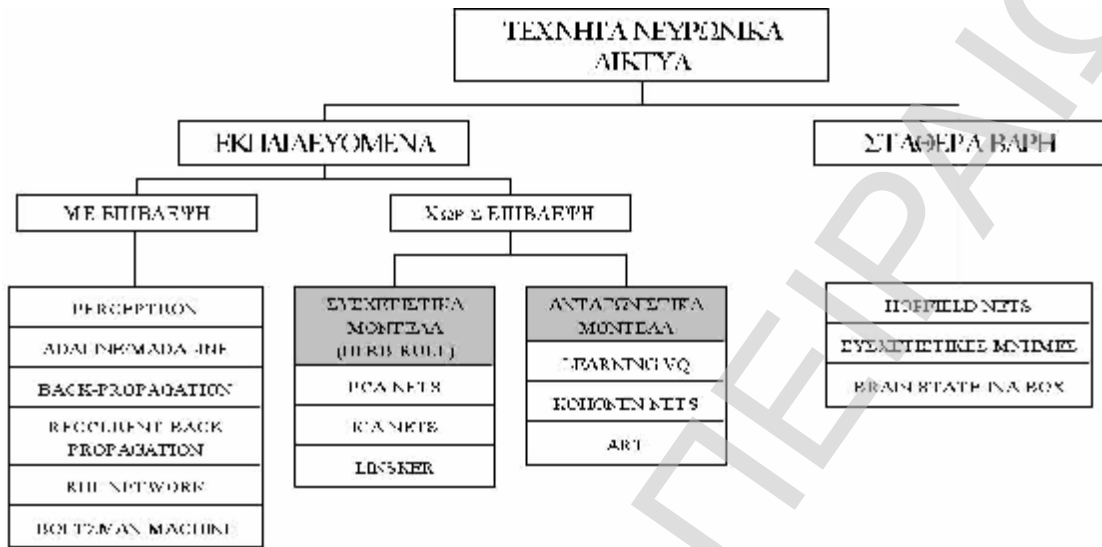 ΤΕΧΝΗΤΑ ΝΕΥΡΩΝΙΚΑ
ΔΙΚΤΥΑ
ΕΚΠΑΙΔΕΥΟΜΕΝΑ
ΣΤΑΘΕΡΑ ΒΑΡΗ
ΜΕ ΕΠΙΒΛΕΨΗ
ΧΩΡΙΣ ΕΠΙΒΛΕΨΗ
PERCEPTRON
ADALINE/MADALINE
BACK-PROPAGATION
RECCURENT BACK
PROPAGATION
RBF NETWORK
BOLTZMAN MACHINE
ΣΥΣΧΕΤΙΣΤΙΚΑ
ΜΟΝΤΕΛΑ
(HEBB RULE)
PCA NETS
ICA NETS
LINSKER
ΑΝΤΑΓΩΝΙΣΤΙΚΑ
ΜΟΝΤΕΛΑ
LEARNING VQ
KOHONEN NETS
ART
HOPFIELD NETS
ΣΥΣΧΕΤΙΣΤΙΚΕΣ ΜΝΗΜΕΣ
BRAIN STATE IN A BOX
ΠΕΙΡΑΙΩ